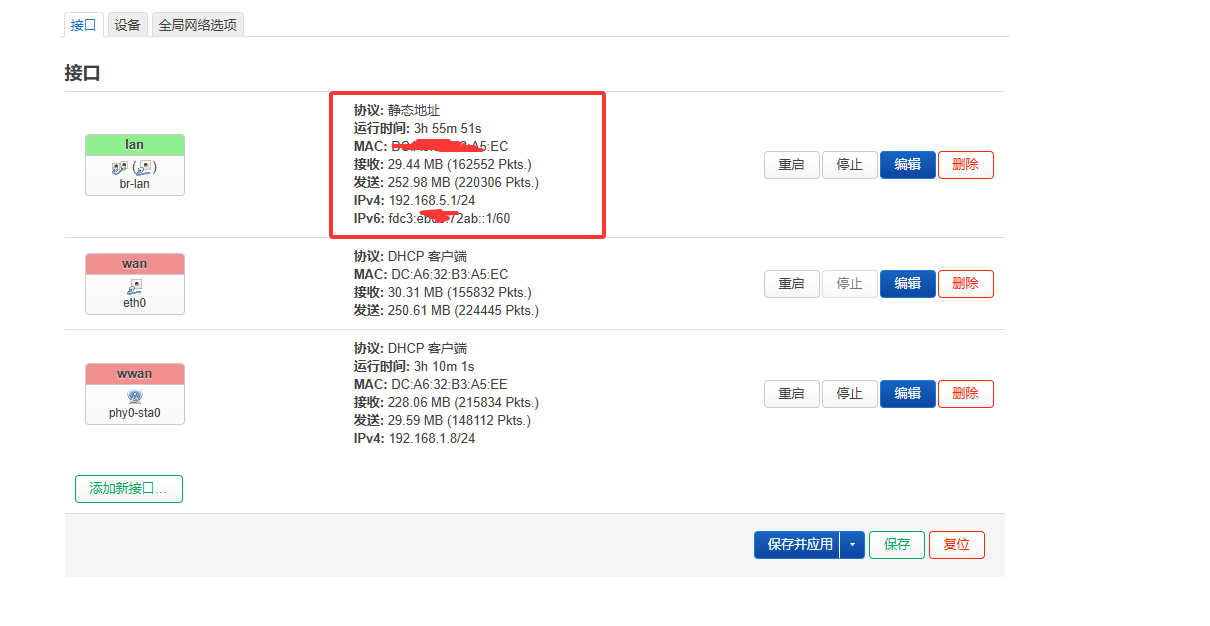 接口
设备
全局网络选项
接口
lan
br-lan
协议: 静态地址
运行时间: 3h 55m 51s
MAC: A5:EC
接收: 29.44 MB (162552 Pkts.)
发送: 252.98 MB (220306 Pkts.)
IPv4: 192.168.5.1/24
IPv6: fdc3: 72ab::1/60
重启
停止
编辑
删除
wan
eth0
协议: DHCP 客户端
MAC: DC:A6:32:B3:A5:EC
接收: 30.31 MB (155832 Pkts.)
发送: 250.61 MB (224445 Pkts.)
重启
停止
编辑
删除
wwan
phy0-sta0
协议: DHCP 客户端
运行时间: 3h 10m 1s
MAC: DC:A6:32:B3:A5:EE
接收: 228.06 MB (215834 Pkts.)
发送: 29.59 MB (148112 Pkts.)
IPv4: 192.168.1.8/24
重启
停止
编辑
删除
添加新接口...
保存并应用
保存
复位